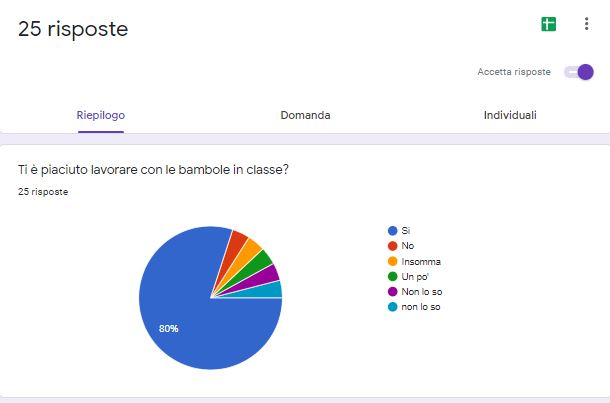 25 risposte
Accetta risposte
Riepilogo
Domanda
Individuali
Ti è piaciuto lavorare con le bambole in classe?
25 risposte
80%
Si
No
Insomma
Un po'
Non lo so
non lo so